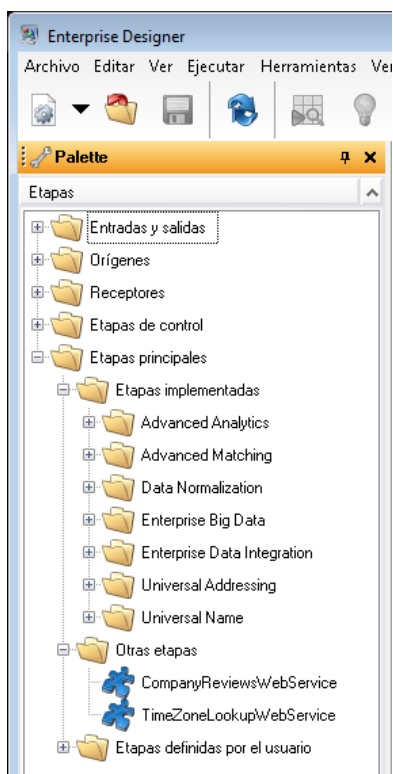 Enterprise Designer
Archivo Editar Ver Ejecutar Herramientas
Palette
Etapas
Entradas y salidas
Orígenes
Receptores
Etapas de control
Etapas principales
Etapas implementadas
Advanced Analytics
Advanced Matching
Data Normalization
Enterprise Big Data
Enterprise Data Integration
Universal Addressing
Universal Name
Otras etapas
CompanyReviewsWebService
TimeZoneLookupWebService
Etapas definidas por el usuario